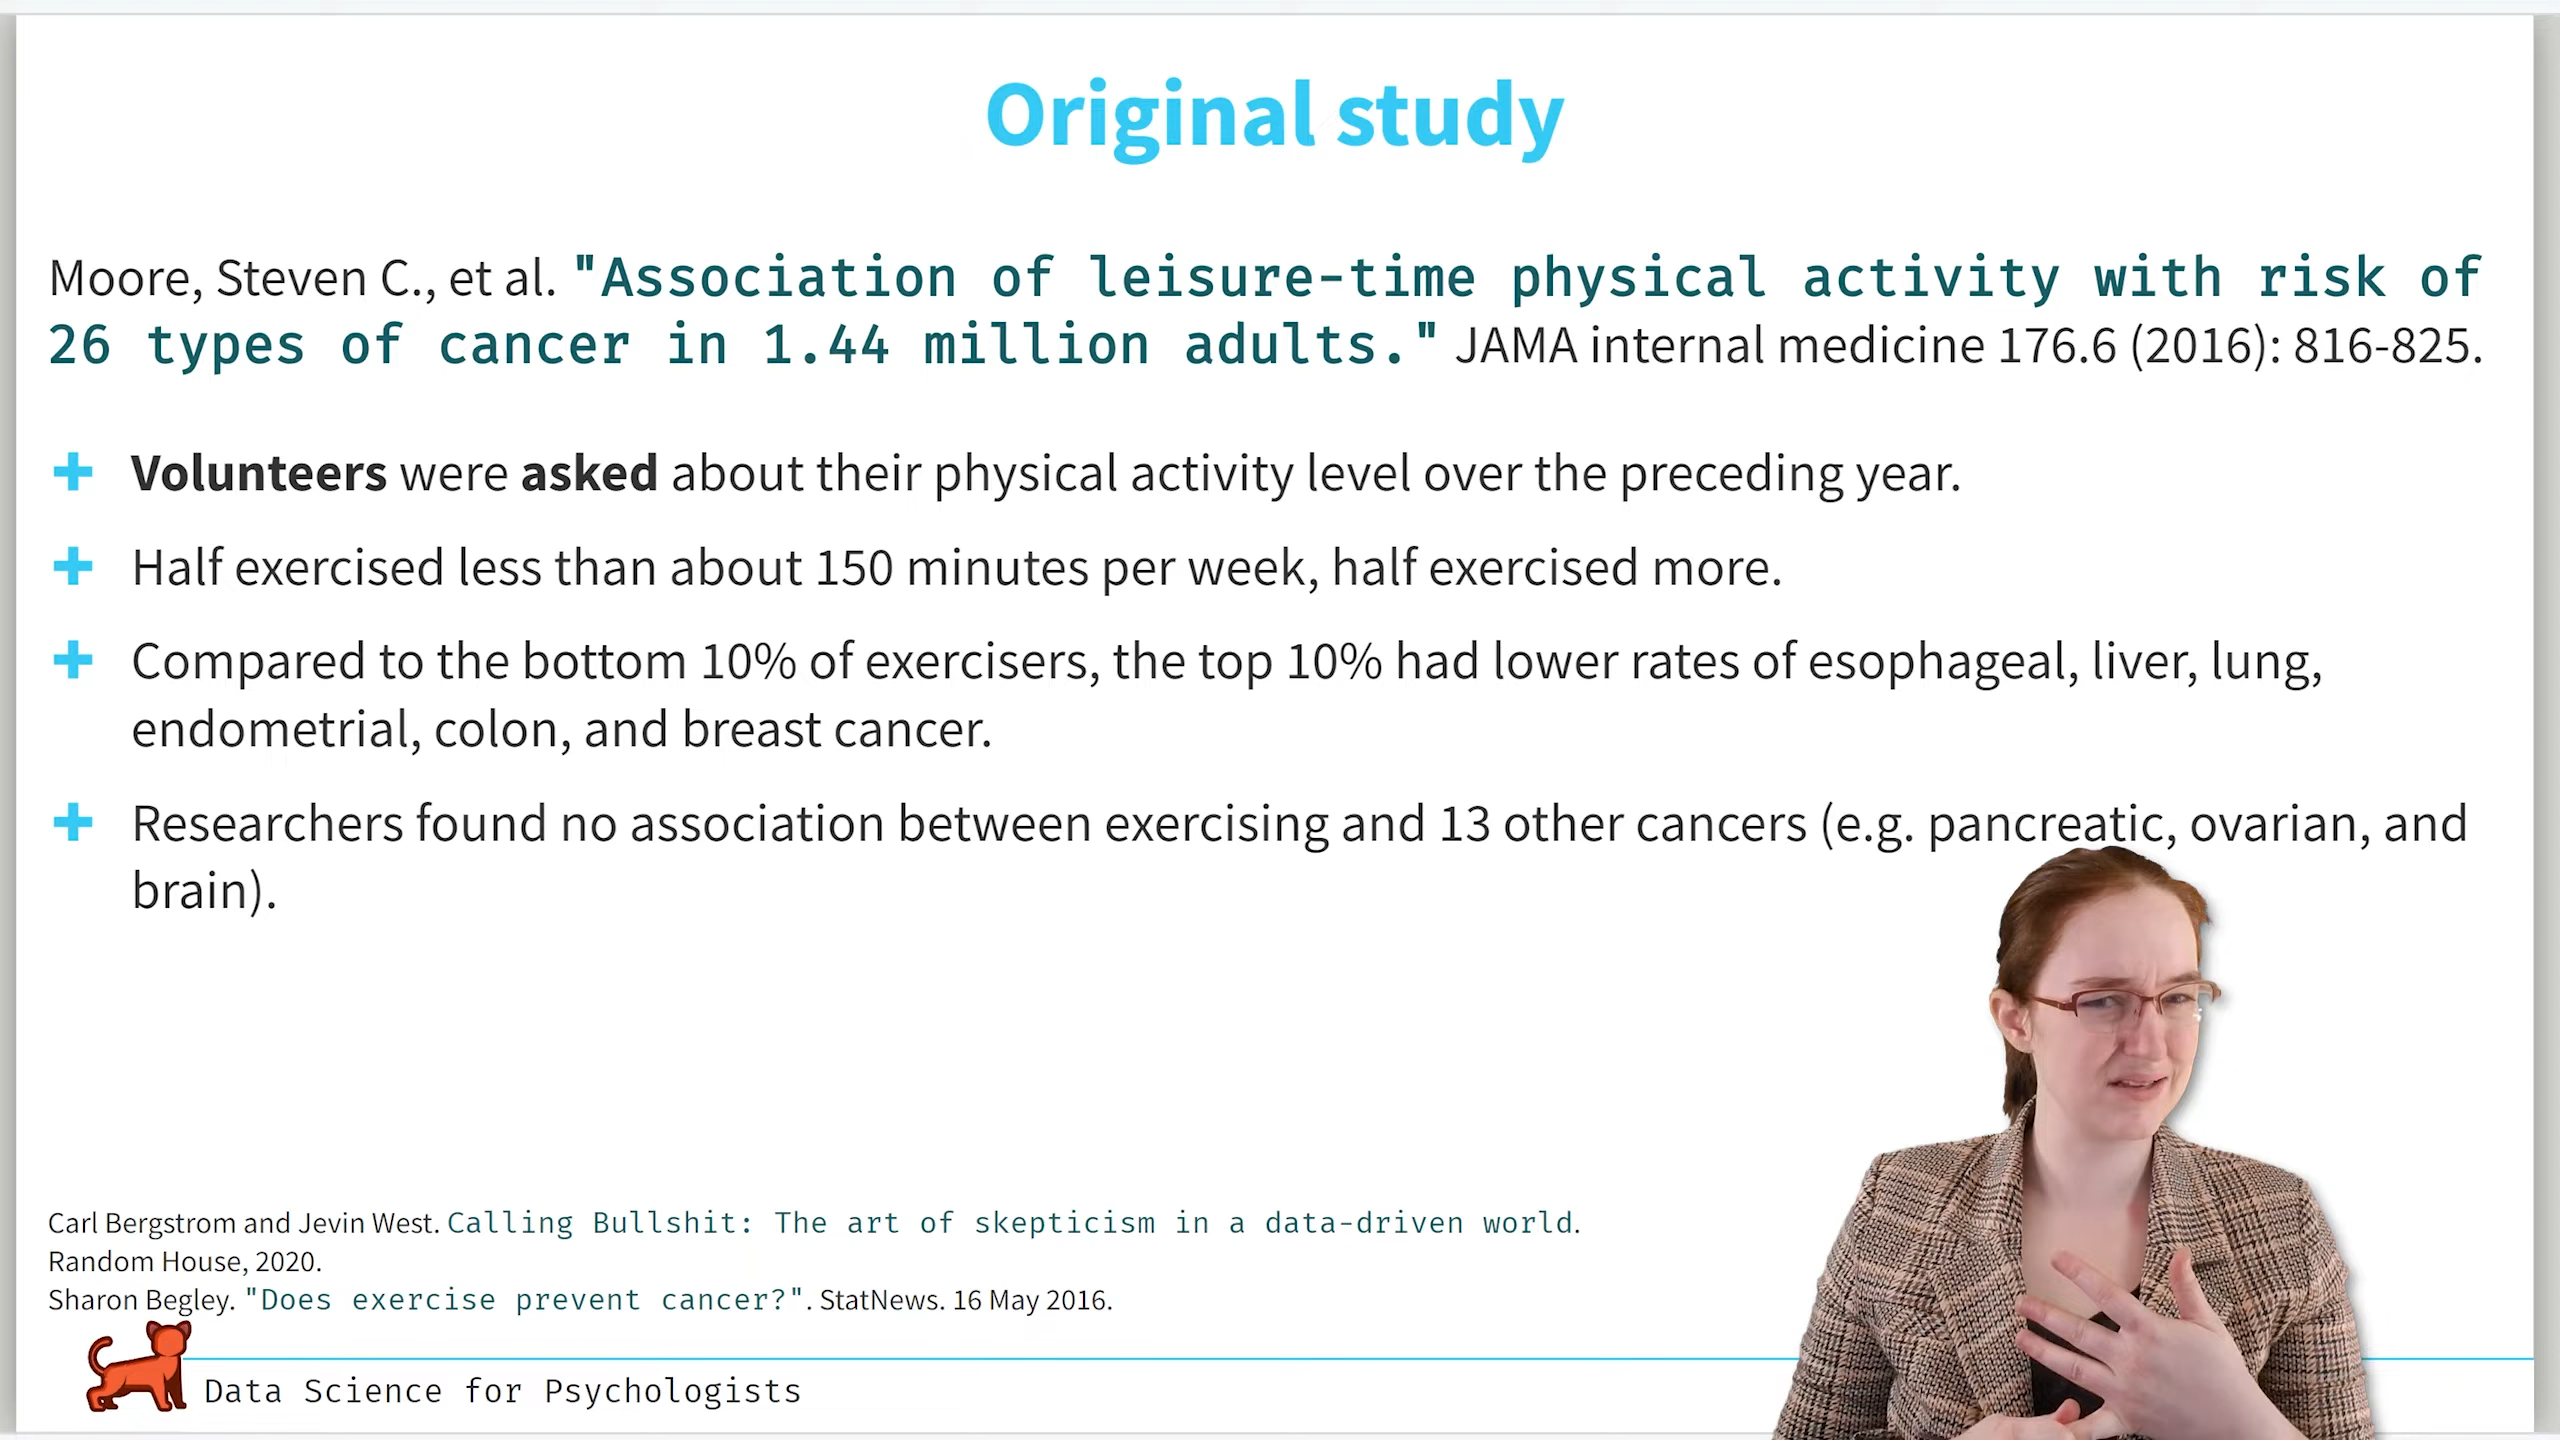 Original study
Moore, Steven C., et al. "Association of leisure-time physical activity with risk of
26 types of cancer in 1.44 million adults." JAMA internal medicine 176.6 (2016): 816-825.
Volunteers were asked about their physical activity level over the preceding year.
Half exercised less than about 150 minutes per week, half exercised more.
Compared to the bottom 10% of exercisers, the top 10% had lower rates of esophageal, liver, lung,
endometrial, colon, and breast cancer.
Researchers found no association between exercising and 13 other cancers (e.g. pancreatic, ovarian, and
brain).
Carl Bergstrom and Jevin West. Calling Bullshit: The art of skepticism in a data-driven world.
Random House, 2020.
Sharon Begley. "Does exercise prevent cancer?". StatNews. 16 May 2016.
Data Science for Psychologists